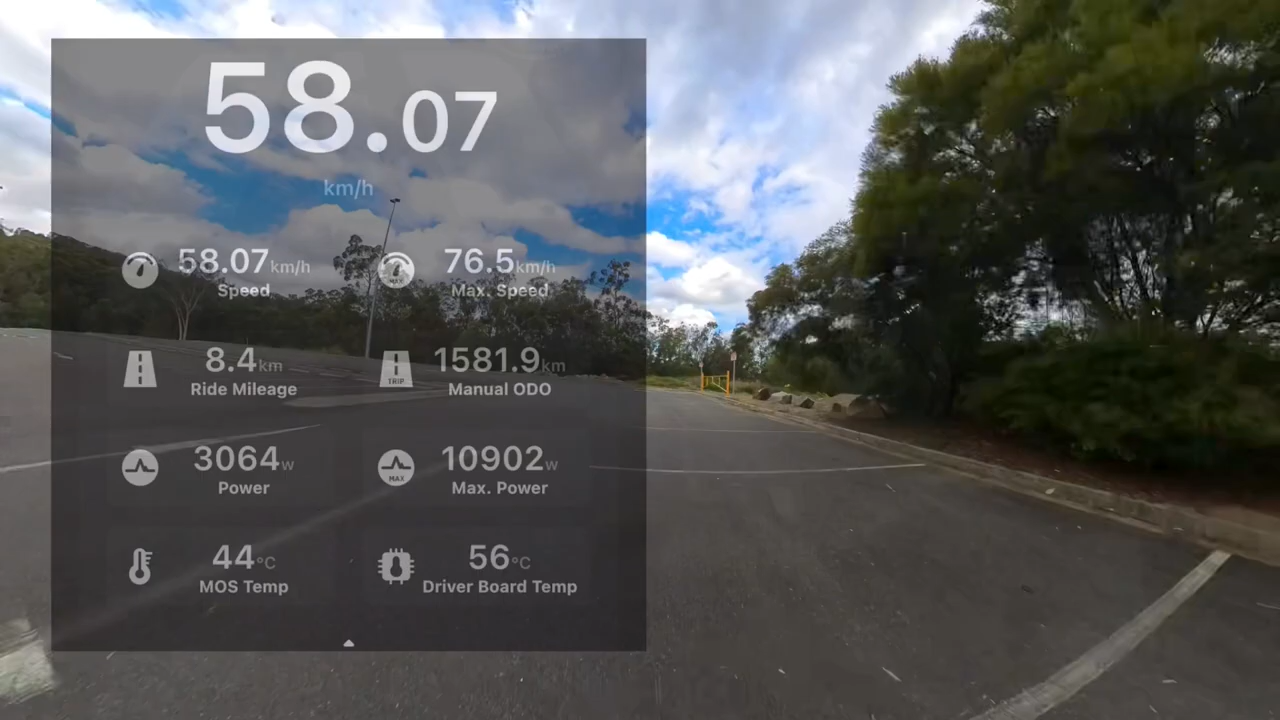 58.07
km/h
58.07km/h
Speed
MAX
76.5km/h
Max. Speed
8.4km
Ride Mileage
TRIP
1581.9km
Manual ODO
3064w
Power
MAX
10902w
Max. Power
44°C
MOS Temp
56°C
Driver Board Temp